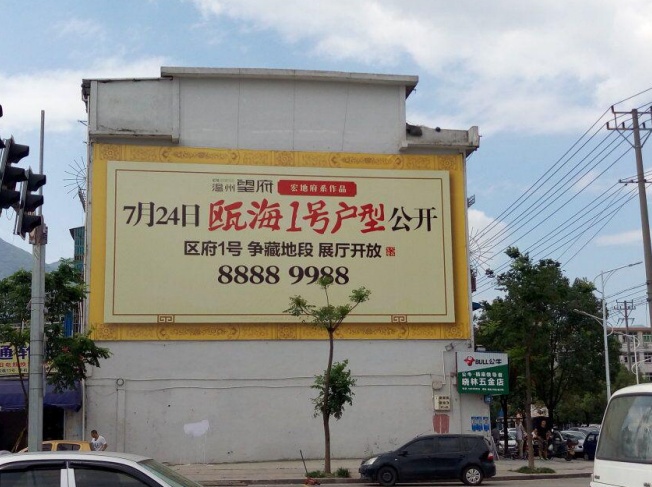 温州望府 宏地府系作品
7月24日 瓯海1号户型公开
区府1号 争藏地段 展厅开放
8888 9988
BULL公牛
晓林五金店